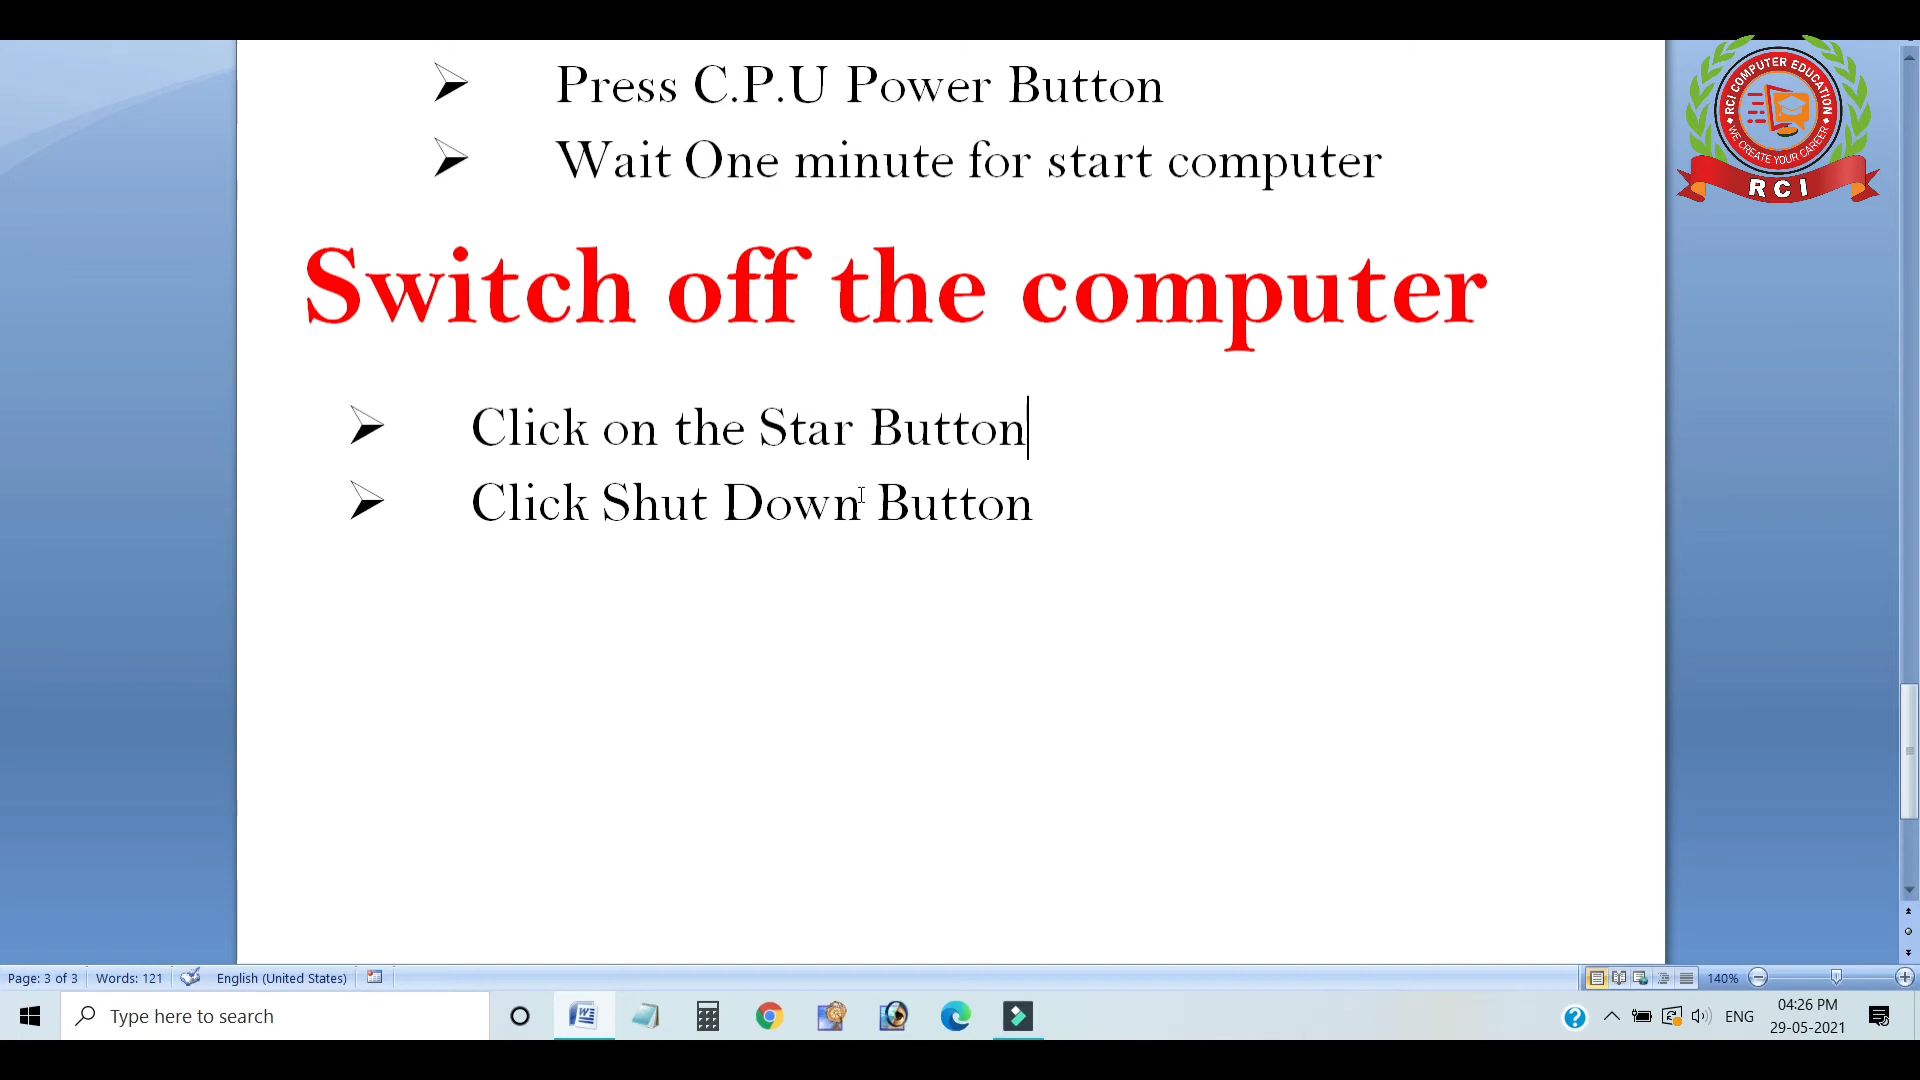 Press C.P.U Power Button
Wait One minute for start computer
RCI COMPUTER EDUCATION
WE CREATE YOUR CAREER
RCI
Switch off the computer
Click on the Star Button
Click Shut Down Button
Page: 3 of 3
Words: 121
English (United States)
140%
Type here to search
ENG
04:26 PM
29-05-2021